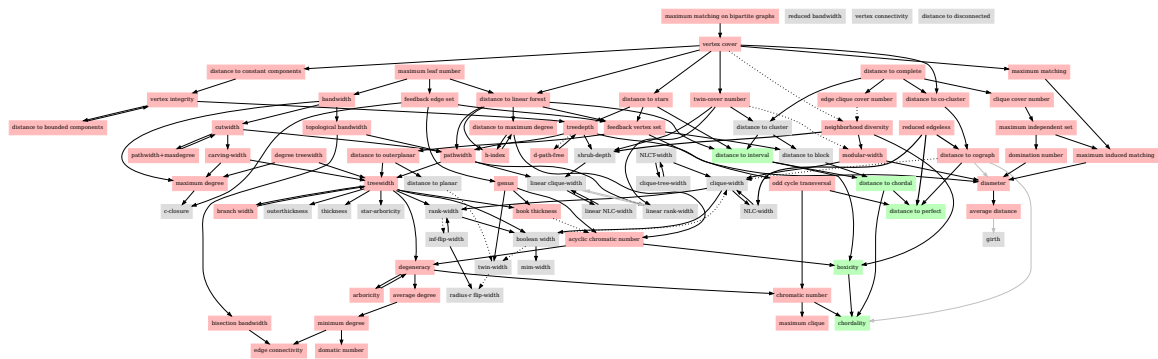 maximum matching on bipartite graphs
reduced bandwidth
vertex connectivity
distance to disconnected
vertex cover
distance to constant components
maximum leaf number
distance to complete
maximum matching
vertex integrity
bandwidth
feedback edge set
distance to linear forest
distance to stars
twin-cover number
edge clique cover number
distance to co-cluster
clique cover number
distance to bounded components
cutwidth
topological bandwidth
distance to maximum degree
treedepth
feedback vertex set
distance to cluster
neighborhood diversity
reduced edgeless
maximum independent set
pathwidth+maxdegree
carving-width
degree treewidth
distance to outerplanar
pathwidth
h-index
d-path-free
shrub-depth
NLCT-width
distance to interval
distance to block
modular-width
distance to cograph
domination number
maximum induced matching
maximum degree
treewidth
distance to planar
genus
linear clique-width
clique-tree-width
clique-width
odd cycle transversal
distance to chordal
diameter
c-closure
branch width
outerthickness
thickness
star-arboricity
rank-width
book thickness
linear NLC-width
linear rank-width
NLC-width
distance to perfect
average distance
inf-flip-width
boolean width
acyclic chromatic number
girth
degeneracy
twin-width
mim-width
boxicity
arboricity
average degree
radius-r flip-width
chromatic number
bisection bandwidth
minimum degree
maximum clique
chordality
edge connectivity
domatic number